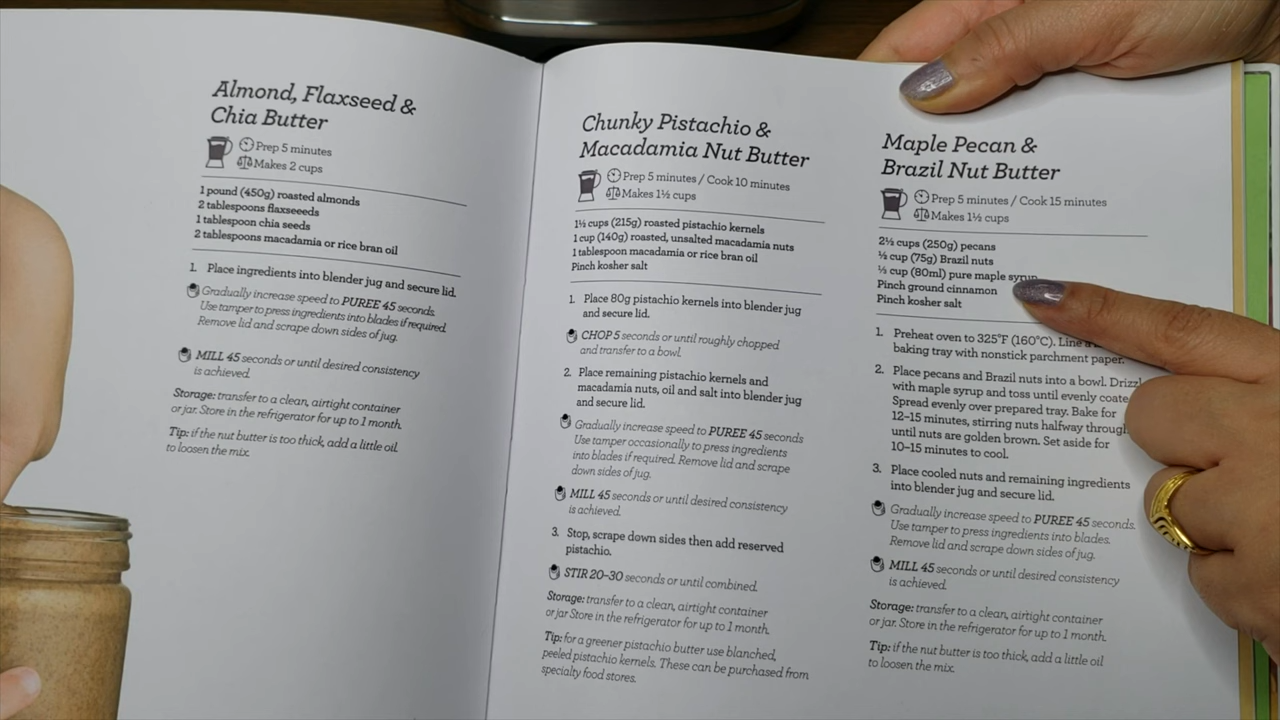 Almond, Flaxseed &
Chia Butter
Prep 5 minutes
Makes 2 cups
1 pound (450g) roasted almonds
2 tablespoons flaxseeeds
1 tablespoon chia seeds
2 tablespoons macadamia or rice bran oil
1. Place ingredients into blender jug and secure lid.
Gradually increase speed to PUREE 45 seconds.
Use tamper to press ingredients into blades if required.
Remove lid and scrape down sides of jug.
MILL 45 seconds or until desired consistency
is achieved.
Storage: transfer to a clean, airtight container
or jar. Store in the refrigerator for up to 1 month.
Tip: if the nut butter is too thick, add a little oil
to loosen the mix.
Chunky Pistachio &
Macadamia Nut Butter
Prep 5 minutes / Cook 10 minutes
Makes 1½ cups
1½ cups (215g) roasted pistachio kernels
1 cup (140g) roasted, unsalted macadamia nuts
1 tablespoon macadamia or rice bran oil
Pinch kosher salt
1. Place 80g pistachio kernels into blender jug
and secure lid.
CHOP 5 seconds or until roughly chopped
and transfer to a bowl.
2. Place remaining pistachio kernels and
macadamia nuts, oil and salt into blender jug
and secure lid.
Gradually increase speed to PUREE 45 seconds
Use tamper occasionally to press ingredients
into blades if required. Remove lid and scrape
down sides of jug.
MILL 45 seconds or until desired consistency
is achieved.
3. Stop, scrape down sides then add reserved
pistachio.
STIR 20–30 seconds or until combined.
Storage: transfer to a clean, airtight container
or jar Store in the refrigerator for up to 1 month.
Tip: for a greener pistachio butter use blanched,
peeled pistachio kernels. These can be purchased from
specialty food stores.
Maple Pecan &
Brazil Nut Butter
Prep 5 minutes / Cook 15 minutes
Makes 1½ cups
2½ cups (250g) pecans
cup (75g) Brazil nuts
⅓ cup (80ml) pure maple syrup
Pinch ground cinnamon
Pinch kosher salt
1. Preheat oven to 325°F (160°C). Line a
baking tray with nonstick parchment paper.
2. Place pecans and Brazil nuts into a bowl. Drizzl
with maple syrup and toss until evenly coate
Spread evenly over prepared tray. Bake for
12–15 minutes, stirring nuts halfway through
until nuts are golden brown. Set aside for
10–15 minutes to cool.
3. Place cooled nuts and remaining ingredients
into blender jug and secure lid.
Gradually increase speed to PUREE 45 seconds.
Use tamper to press ingredients into blades.
Remove lid and scrape down sides of jug.
MILL 45 seconds or until desired consistency
is achieved.
Storage: transfer to a clean, airtight container
or jar. Store in the refrigerator for up to 1 month.
Tip: if the nut butter is too thick, add a little oil
to loosen the mix.